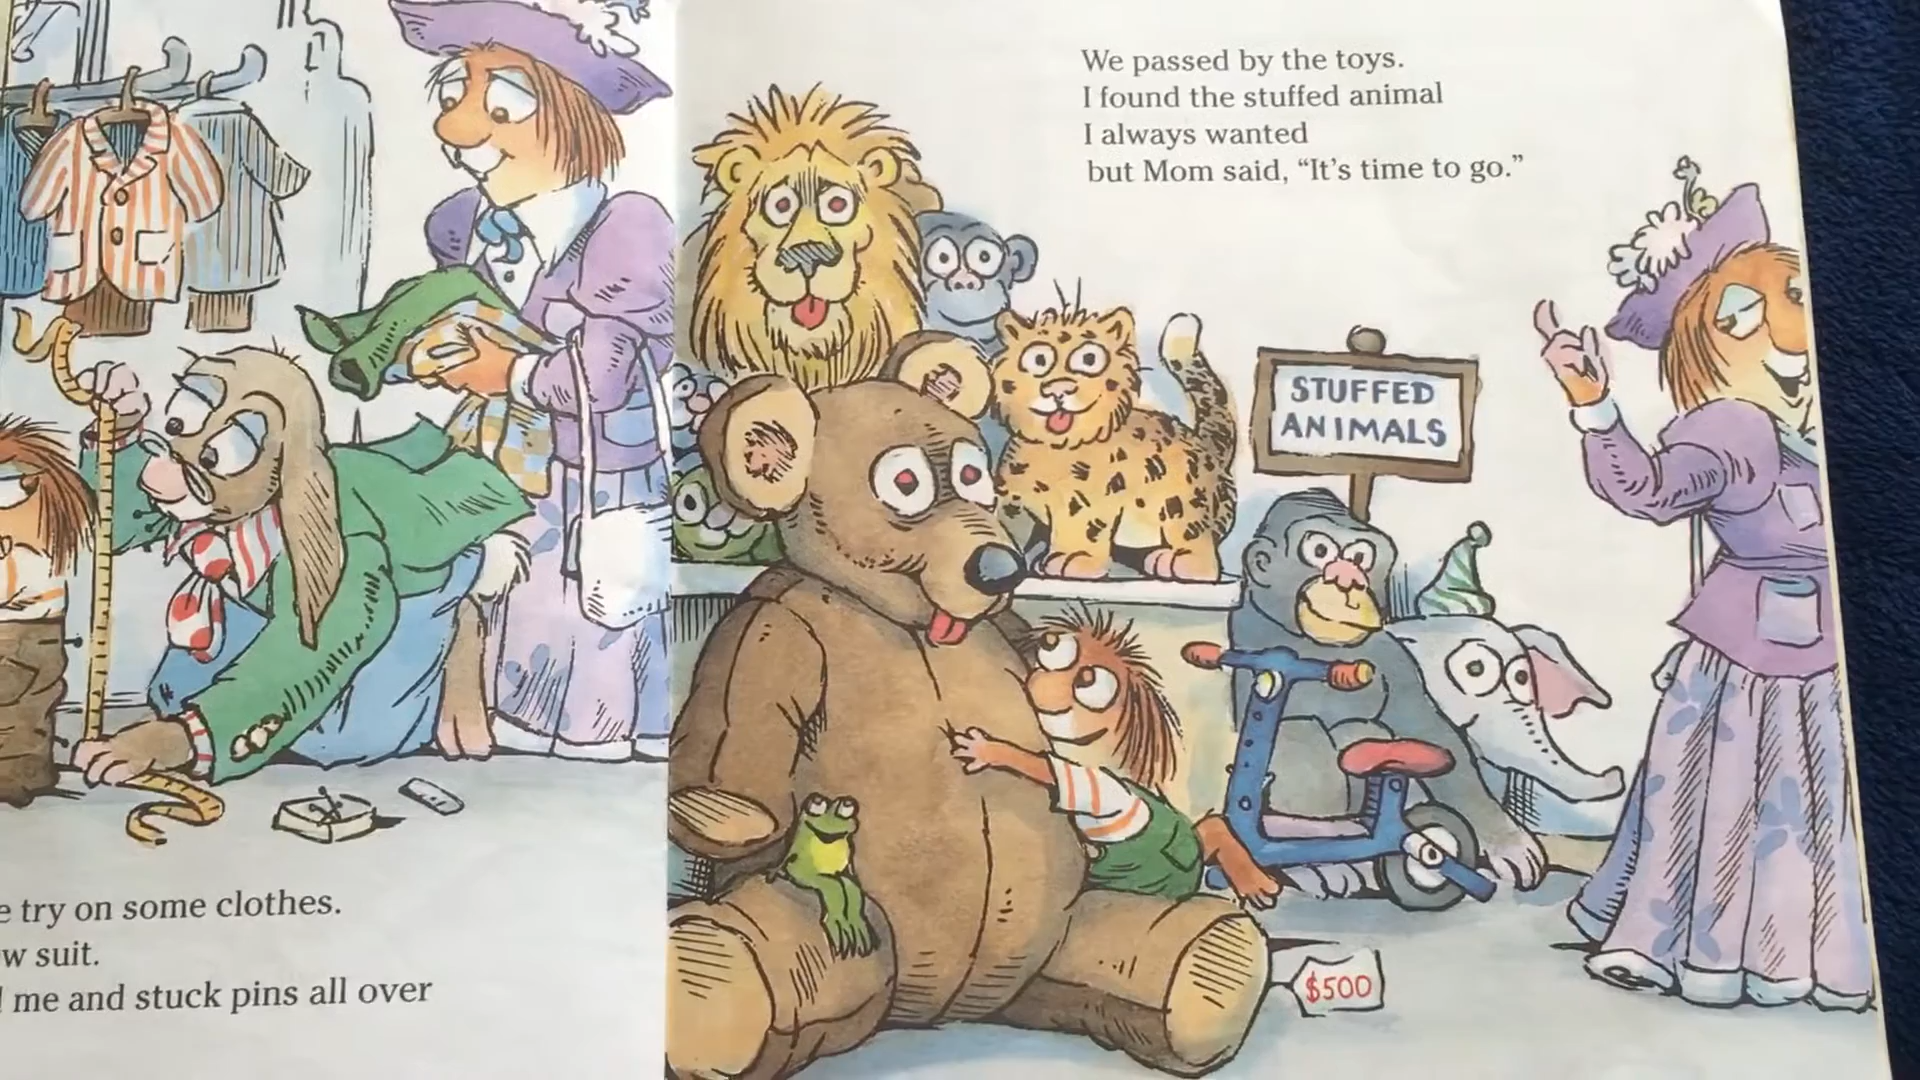 try on some clothes.
suit.
me and stuck pins all over
We passed by the toys.
I found the stuffed animal
I always wanted
but Mom said, “It’s time to go.”
STUFFED
ANIMALS
$500